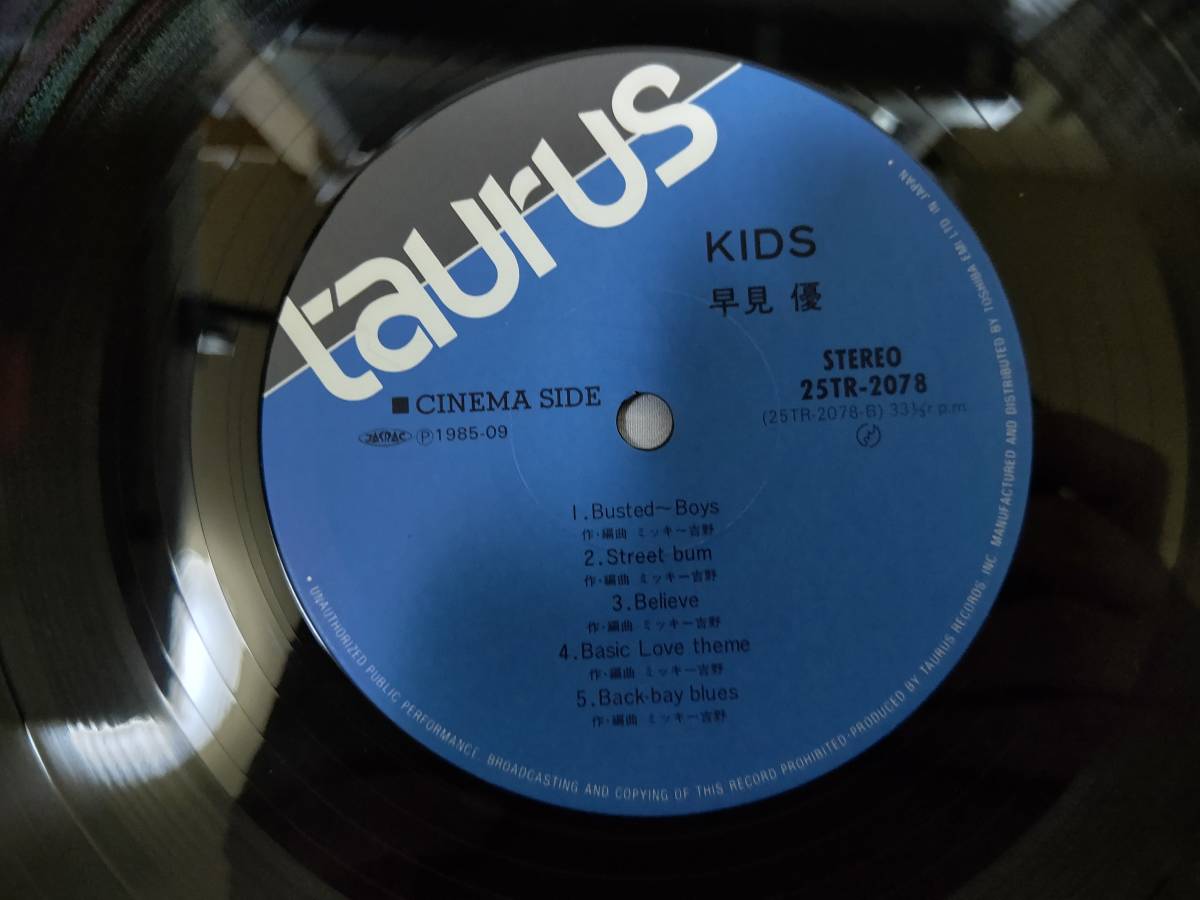 taurus
KIDS
早見 優
STEREO
25TR-2078
(25TR-2078-B) 33⅓r.p.m.
■ CINEMA SIDE
JASRAC Ⓟ1985-09
1.Busted〜Boys
作・編曲 ミッキー吉野
2.Street bum
作・編曲 ミッキー吉野
3.Believe
作・編曲 ミッキー吉野
4.Basic Love theme
作・編曲 ミッキー吉野
5.Back-bay blues
作・編曲 ミッキー吉野
• UNAUTHORIZED PUBLIC PERFORMANCE, BROADCASTING AND COPYING OF THIS RECORD PROHIBITED-PRODUCED BY TAURUS RECORDS INC. MANUFACTURED AND DISTRIBUTED BY TOSHIBA EMI LTD IN JAPAN •